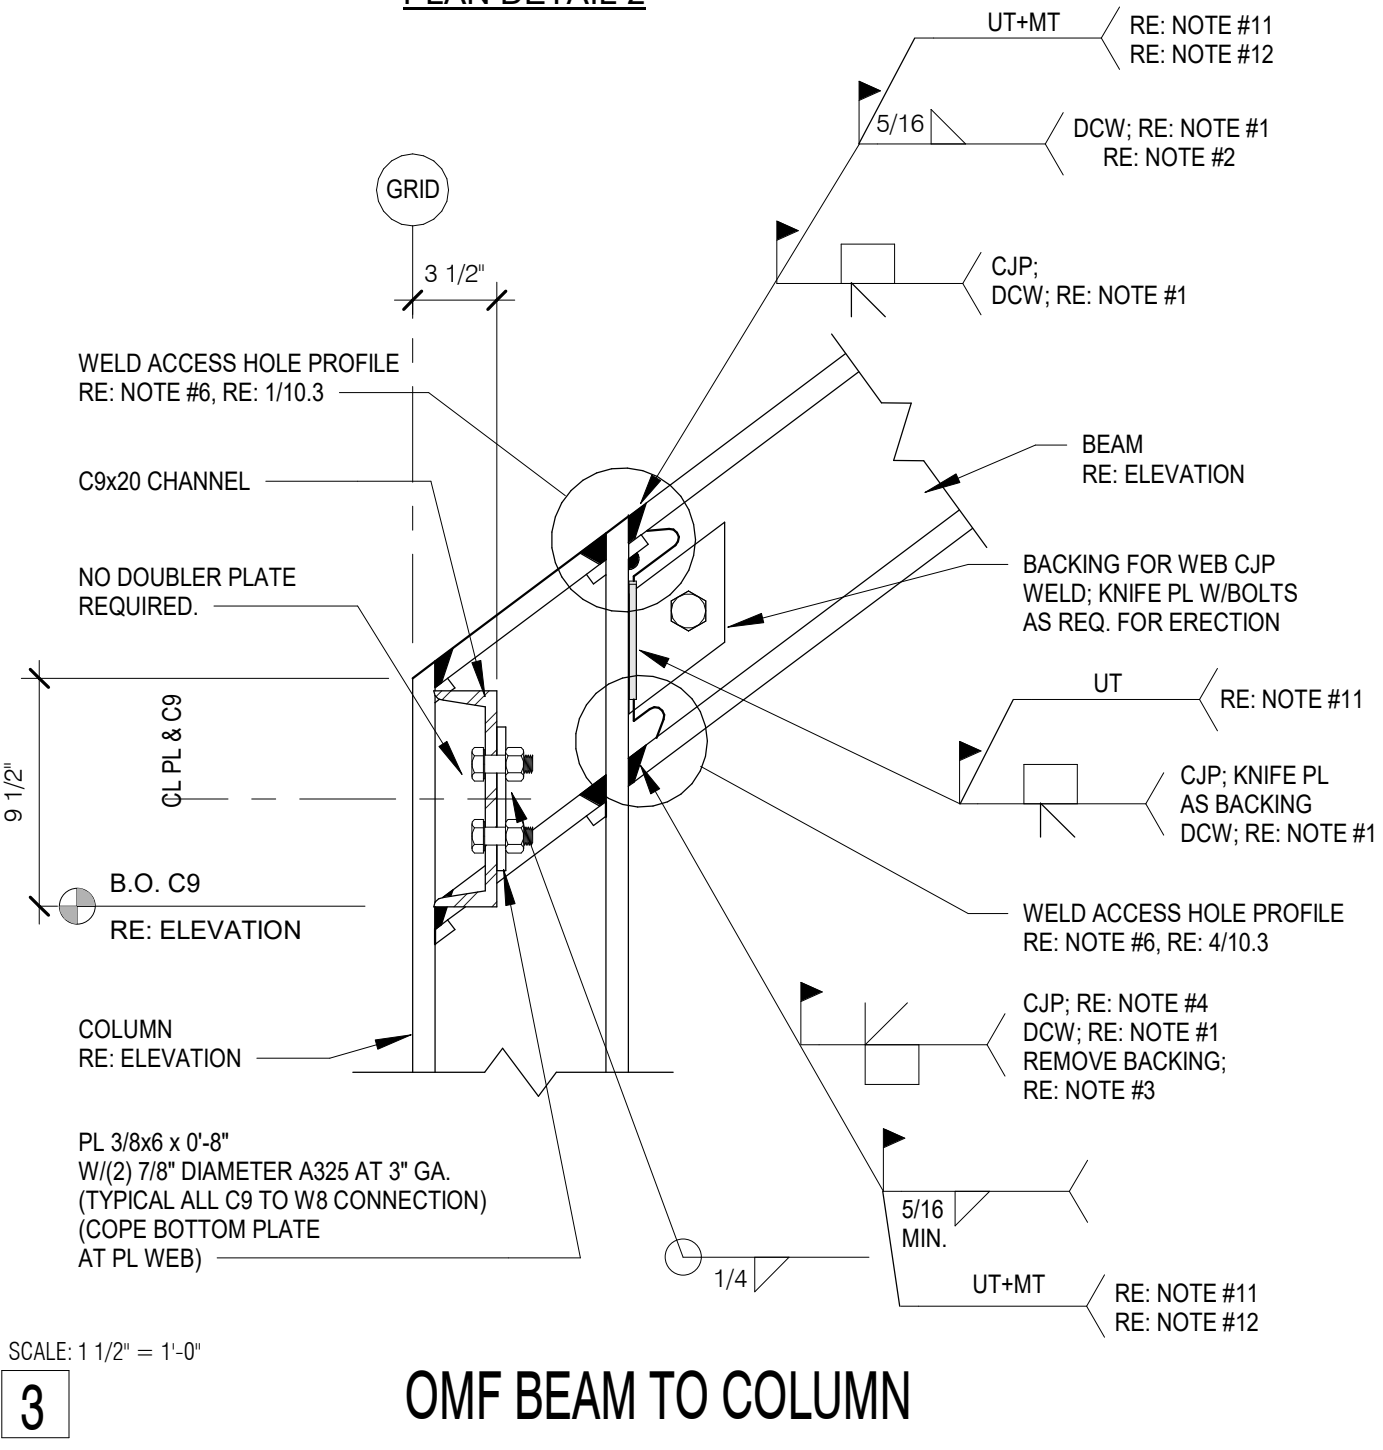 PLAN DETAIL 2
UT+MT
RE: NOTE #11
RE: NOTE #12
5/16
DCW; RE: NOTE #1
RE: NOTE #2
GRID
3 1/2"
CJP;
DCW; RE: NOTE #1
WELD ACCESS HOLE PROFILE
RE: NOTE #6, RE: 1/10.3
C9x20 CHANNEL
BEAM
RE: ELEVATION
NO DOUBLER PLATE
REQUIRED.
BACKING FOR WEB CJP
WELD; KNIFE PL W/BOLTS
AS REQ. FOR ERECTION
UT
RE: NOTE #11
CL PL & C9
9 1/2"
CJP; KNIFE PL
AS BACKING
DCW; RE: NOTE #1
B.O. C9
RE: ELEVATION
WELD ACCESS HOLE PROFILE
RE: NOTE #6, RE: 4/10.3
COLUMN
RE: ELEVATION
CJP; RE: NOTE #4
DCW; RE: NOTE #1
REMOVE BACKING;
RE: NOTE #3
PL 3/8x6 x 0'-8"
W/(2) 7/8" DIAMETER A325 AT 3" GA.
(TYPICAL ALL C9 TO W8 CONNECTION)
(COPE BOTTOM PLATE
AT PL WEB)
5/16
MIN.
1/4
UT+MT
RE: NOTE #11
RE: NOTE #12
SCALE: 1 1/2" = 1'-0"
3
OMF BEAM TO COLUMN